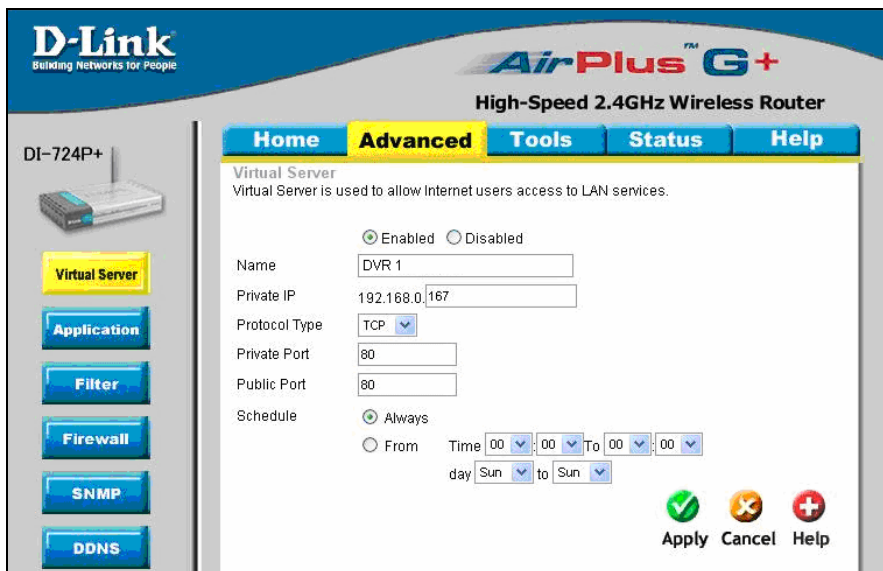 D-Link
Building Networks for People
AirPlus™ G+
High-Speed 2.4GHz Wireless Router
DI-724P+
Home Advanced Tools Status Help
Virtual Server
Virtual Server is used to allow Internet users access to LAN services.
Enabled Disabled
Name DVR 1
Private IP 192.168.0. 167
Protocol Type TCP
Private Port 80
Public Port 80
Schedule Always
From Time 00 : 00 To 00 : 00
day Sun to Sun
Apply Cancel Help
Virtual Server
Application
Filter
Firewall
SNMP
DDNS